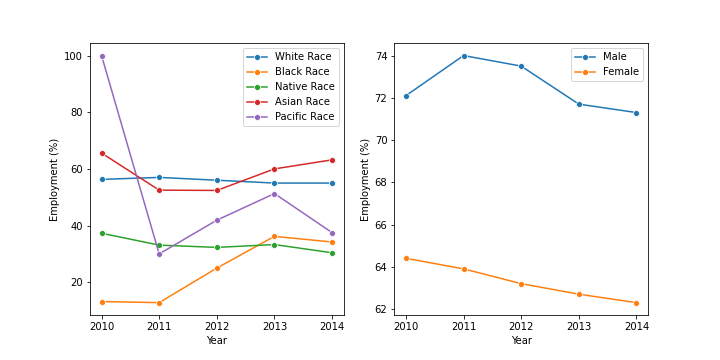 100
80
60
40
20
Employment (%)
2010 2011 2012 2013 2014
Year
White Race
Black Race
Native Race
Asian Race
Pacific Race
74
72
70
68
66
64
62
Employment (%)
2010 2011 2012 2013 2014
Year
Male
Female